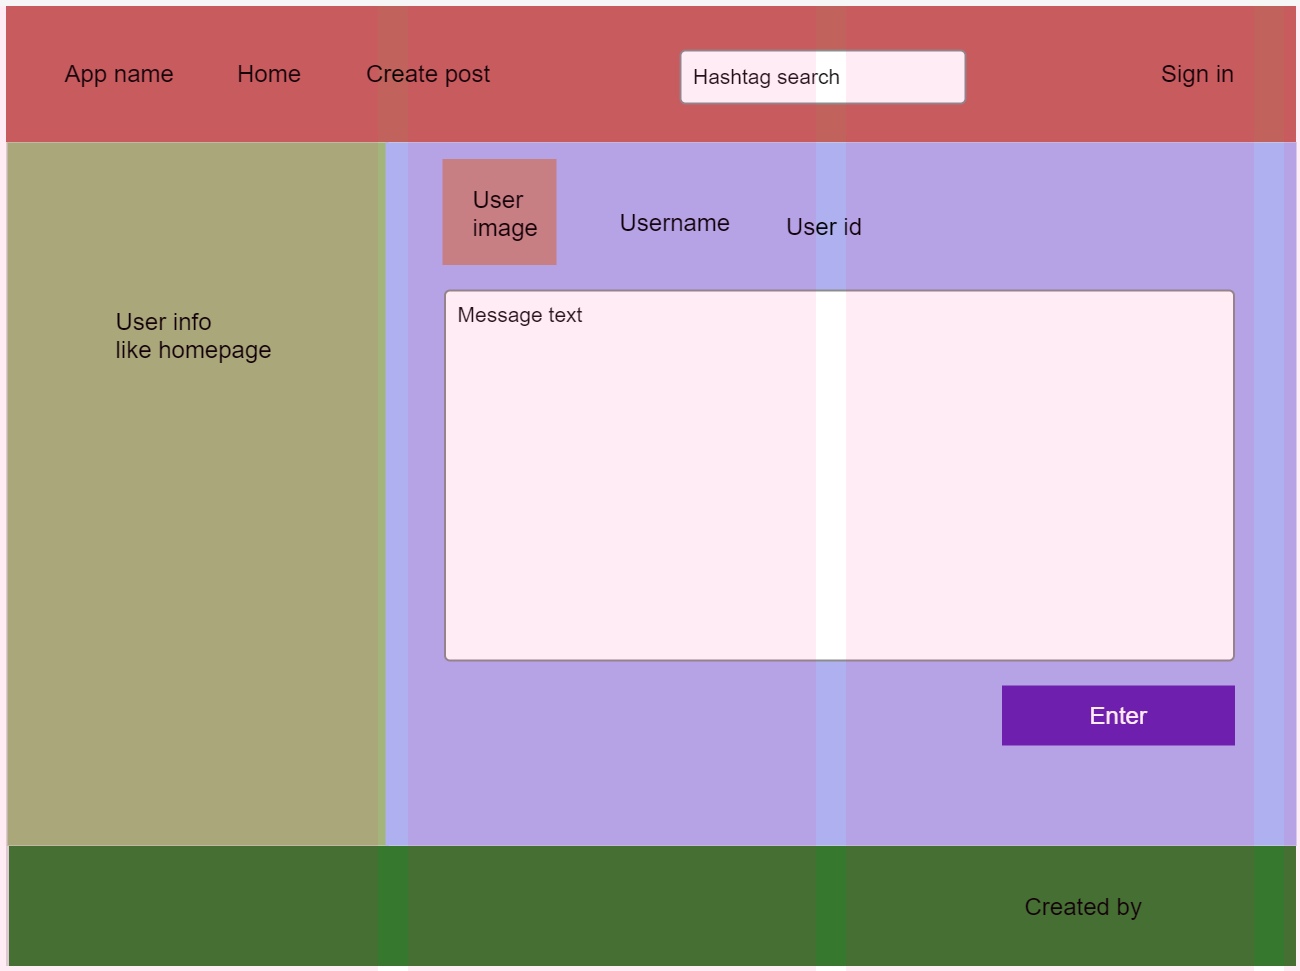 App name
Home
Create post
Hashtag search
Sign in
User
image
Username
User id
User info
like homepage
Message text
Enter
Created by